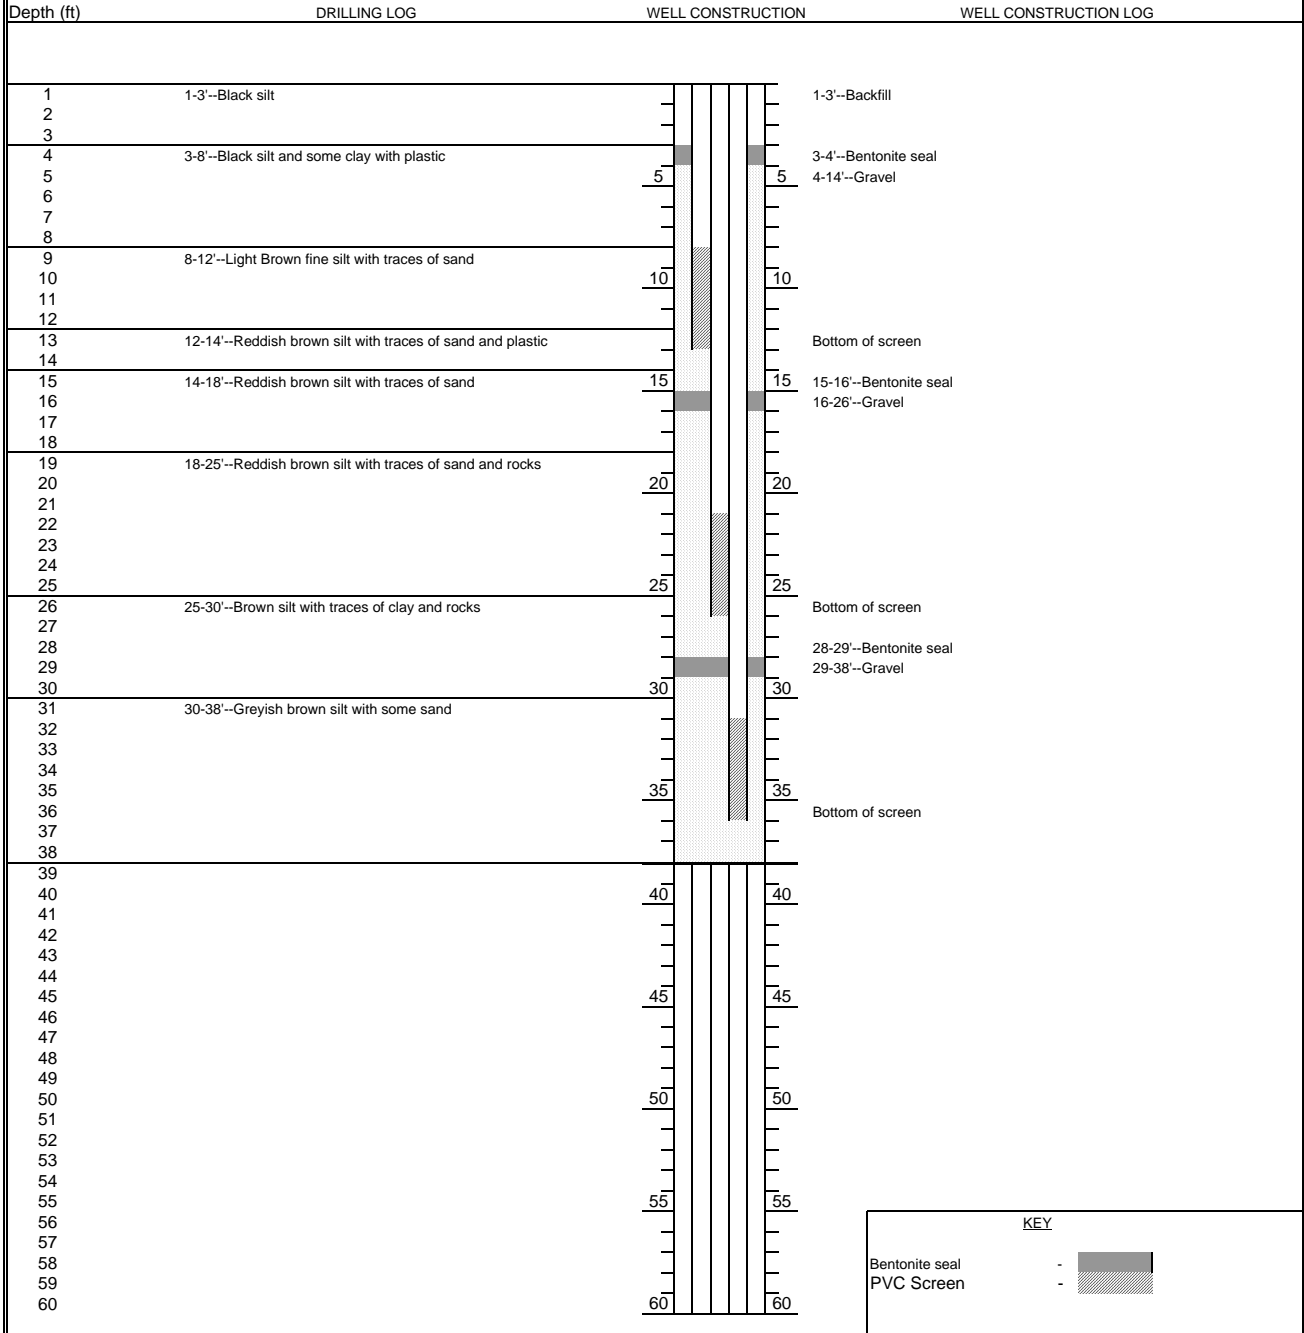 Depth (ft) DRILLING LOG WELL CONSTRUCTION WELL CONSTRUCTION LOG
1 1-3'--Black silt 1-3'--Backfill
2
3
4 3-8'--Black silt and some clay with plastic 3-4'--Bentonite seal
5 5 5 4-14'--Gravel
6
7
8
9 8-12'--Light Brown fine silt with traces of sand
10 10 10
11
12
13 12-14'--Reddish brown silt with traces of sand and plastic Bottom of screen
14
15 14-18'--Reddish brown silt with traces of sand 15 15 15-16'--Bentonite seal
16 16-26'--Gravel
17
18
19 18-25'--Reddish brown silt with traces of sand and rocks
20 20 20
21
22
23
24
25 25 25
26 25-30'--Brown silt with traces of clay and rocks Bottom of screen
27
28 28-29'--Bentonite seal
29 29-38'--Gravel
30 30 30
31 30-38'--Greyish brown silt with some sand
32
33
34
35 35 35
36 Bottom of screen
37
38
39
40 40 40
41
42
43
44
45 45 45
46
47
48
49
50 50 50
51
52
53
54
55 55 55
56 KEY
57
58 Bentonite seal -
59 PVC Screen -
60 60 60